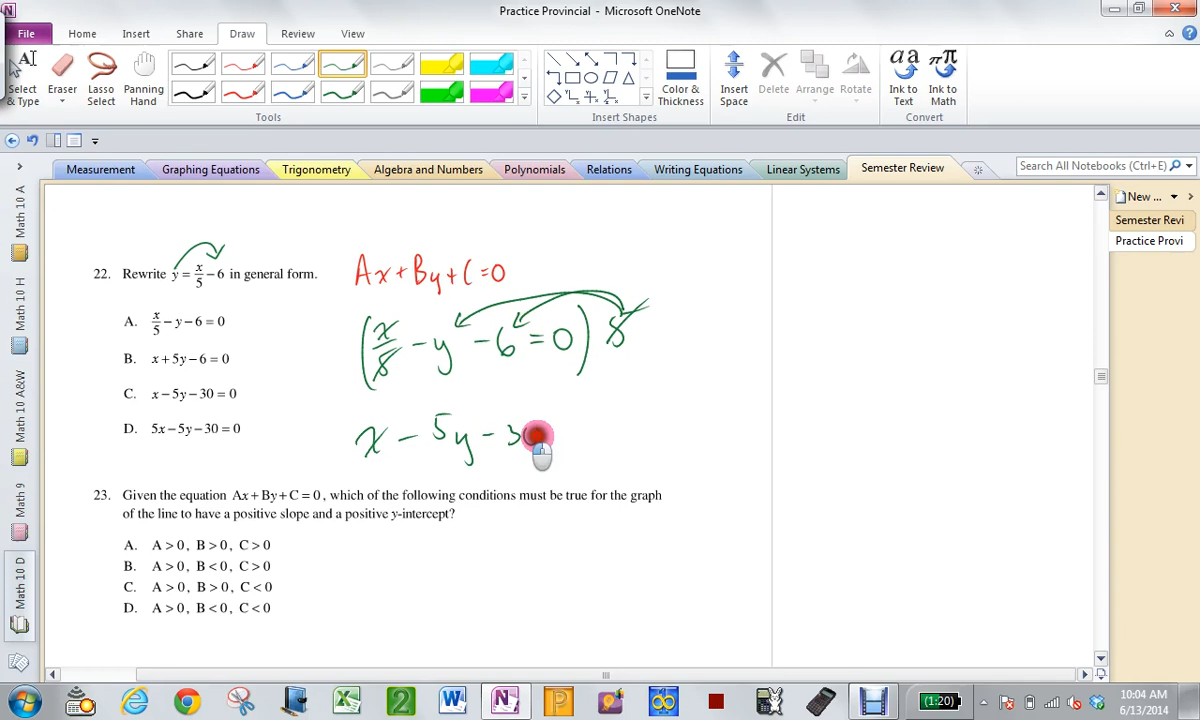 Practice Provincial - Microsoft OneNote
File Home Insert Share Draw Review View
Select & Type
Eraser
Lasso Select
Panning Hand
Color & Thickness
Insert Space
Delete
Arrange
Rotate
Ink to Text
Ink to Math
Tools
Insert Shapes
Edit
Convert
Measurement Graphing Equations Trigonometry Algebra and Numbers Polynomials Relations Writing Equations Linear Systems Semester Review
Search All Notebooks (Ctrl+E)
New ...
Semester Revi
Practice Provi
Math 10 A
Math 10 H
Math 10 A&W
Math 9
Math 10 D
22. Rewrite y = x/5 − 6 in general form.
Ax+By+C=0
A. x/5 − y − 6 = 0
B. x + 5y − 6 = 0
C. x − 5y − 30 = 0
D. 5x − 5y − 30 = 0
(x/5 − y − 6 = 0) 5
x − 5y − 30
23. Given the equation Ax + By + C = 0, which of the following conditions must be true for the graph
of the line to have a positive slope and a positive y-intercept?
A. A > 0, B > 0, C > 0
B. A > 0, B < 0, C > 0
C. A > 0, B > 0, C < 0
D. A > 0, B < 0, C < 0
(1:20)
10:04 AM
6/13/2014